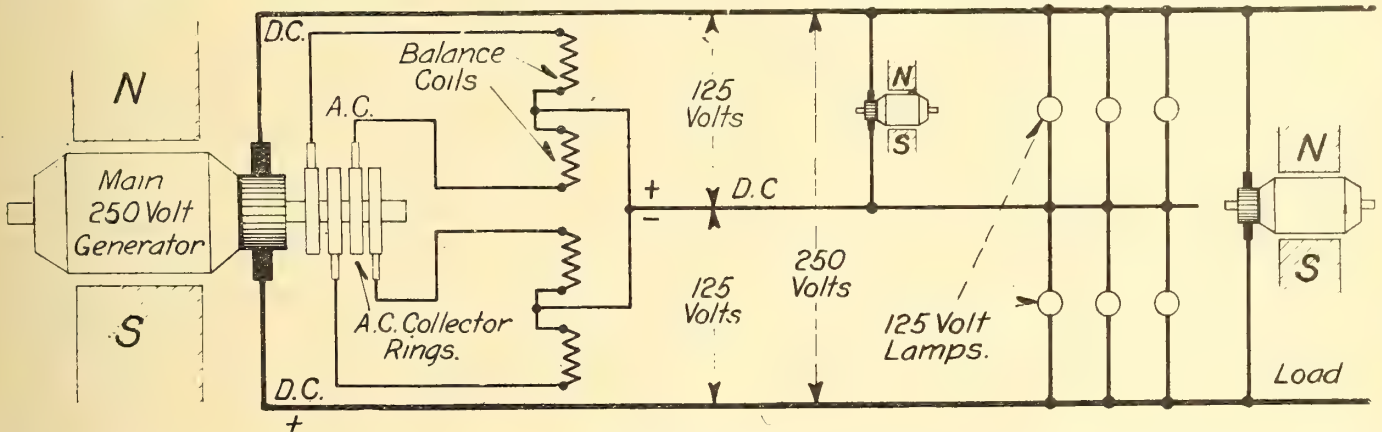 D.C.
N
Balance
Coils
A.C.
Main
250 Volt
Generator
S
A.C. Collector
Rings.
D.C.
+
125
Volts
250
Volts
+
-
D.C
125
Volts
N
S
125 Volt
Lamps.
N
S
Load